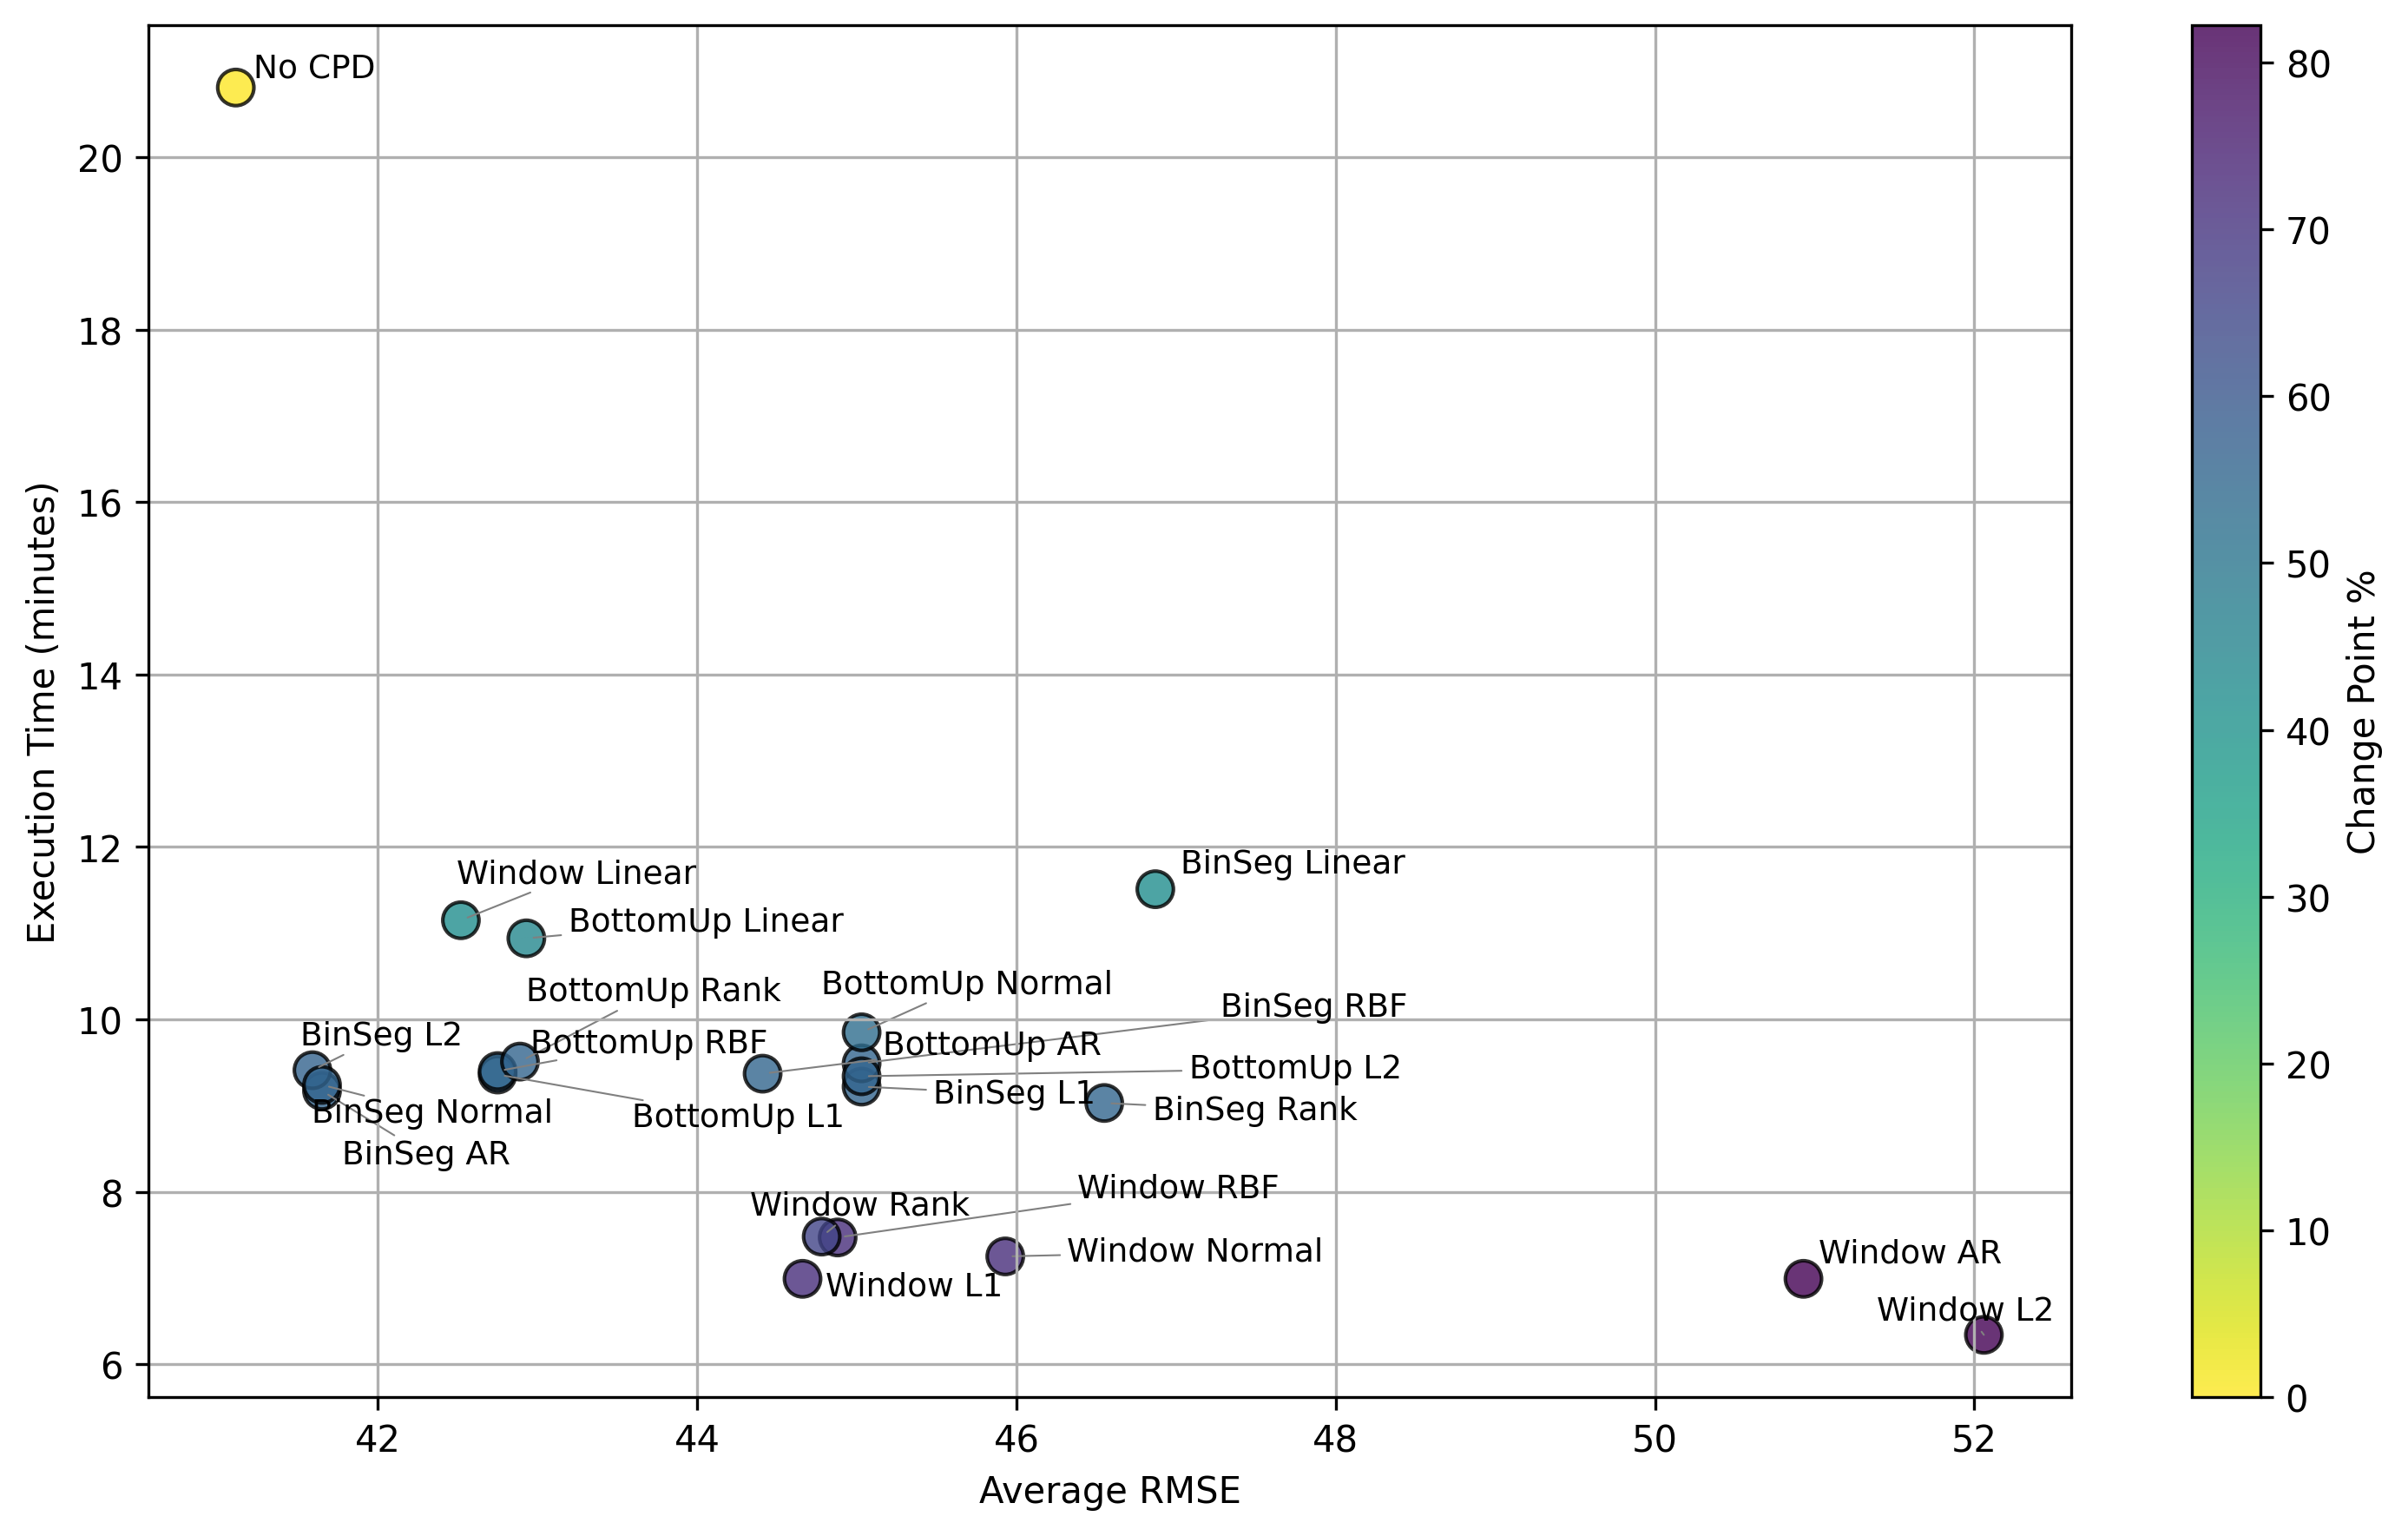 No CPD
Window Linear
BinSeg Linear
BottomUp Linear
BottomUp Rank
BottomUp Normal
BinSeg RBF
BinSeg L2
BottomUp RBF
BottomUp AR
BottomUp L2
BinSeg L1
BinSeg Normal
BottomUp L1
BinSeg Rank
BinSeg AR
Window RBF
Window Rank
Window Normal
Window AR
Window L1
Window L2
20
18
16
14
12
10
8
6
Execution Time (minutes)
42
44
46
48
50
52
Average RMSE
80
70
60
50
40
30
20
10
0
Change Point %